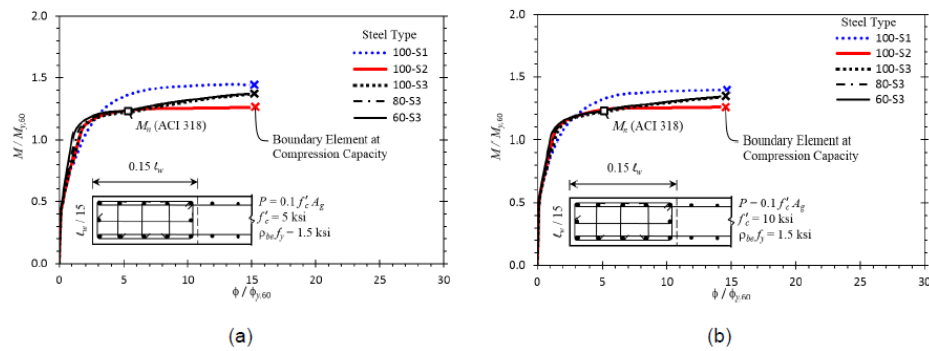 (a)
M / My,60
2.0
1.5
1.0
0.5
0.0
0 5 10 15 20 25 30
ϕ / ϕy,60
Steel Type
100-S1
100-S2
100-S3
80-S3
60-S3
Mn (ACI 318)
Boundary Element at
Compression Capacity
0.15 ℓw
ℓw / 15
P = 0.1 f′c Ag
f′c = 5 ksi
ρbe fy = 1.5 ksi
(a)
(b)
M / My,60
2.0
1.5
1.0
0.5
0.0
0 5 10 15 20 25 30
ϕ / ϕy,60
Steel Type
100-S1
100-S2
100-S3
80-S3
60-S3
Mn (ACI 318)
Boundary Element at
Compression Capacity
0.15 ℓw
ℓw / 15
P = 0.1 f′c Ag
f′c = 10 ksi
ρbe fy = 1.5 ksi
(b)